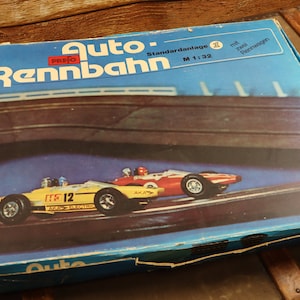 auto-
Rennbahn
PREFO
Standardanlage
M 1:32
mit
zwei
Rennwagen
12
Auto